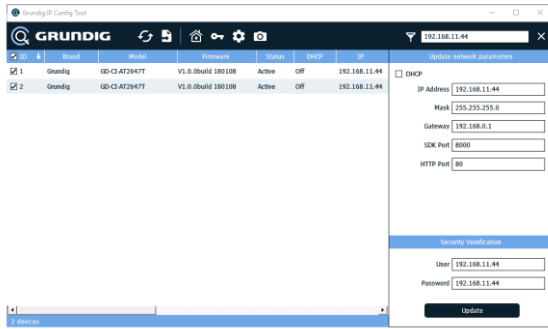 Grundig IP Config Tool
GRUNDIG
192.168.11.44
ID Brand Model Firmware Status DHCP IP
Update network parameters
1 Grundig GD-CI-AT2647T V1.0.0build 180108 Active Off 192.168.11.44
2 Grundig GD-CI-AT2647T V1.0.0build 180108 Active Off 192.168.11.44
DHCP
IP Address 192.168.11.44
Mask 255.255.255.0
Gateway 192.168.0.1
SDK Port 8000
HTTP Port 80
Security Verification
User 192.168.11.44
Password 192.168.11.44
Update
2 devices